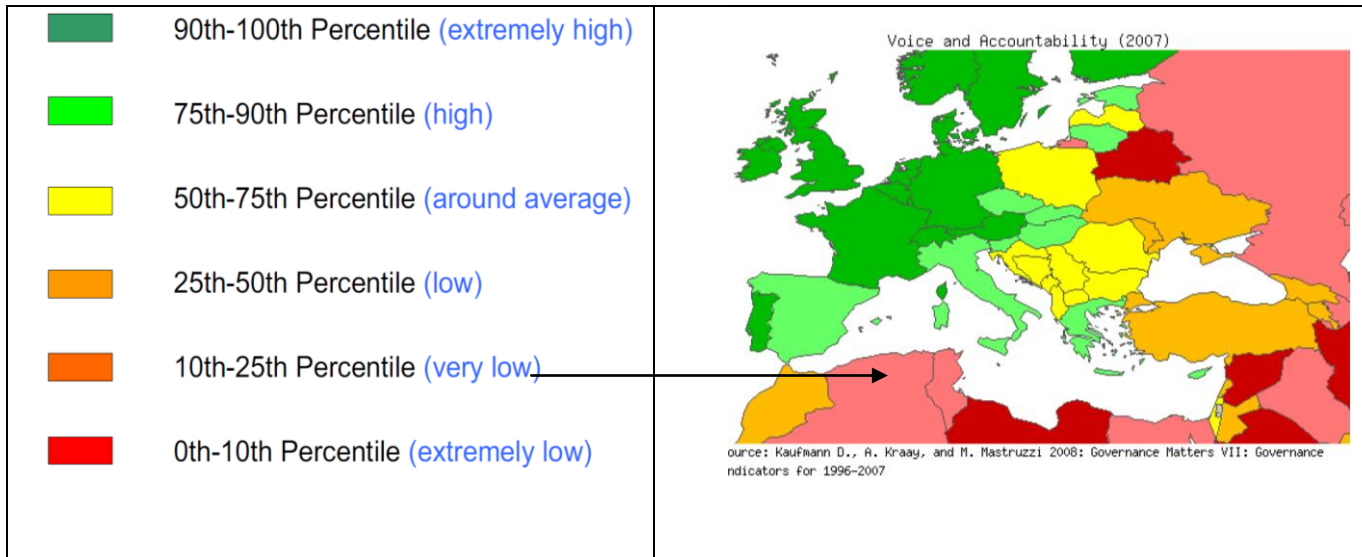 90th-100th Percentile (extremely high)
75th-90th Percentile (high)
50th-75th Percentile (around average)
25th-50th Percentile (low)
10th-25th Percentile (very low)
0th-10th Percentile (extremely low)
Voice and Accountability (2007)
ource: Kaufmann D., A. Kraay, and M. Mastruzzi 2008: Governance Matters VII: Governance
ndicators for 1996-2007